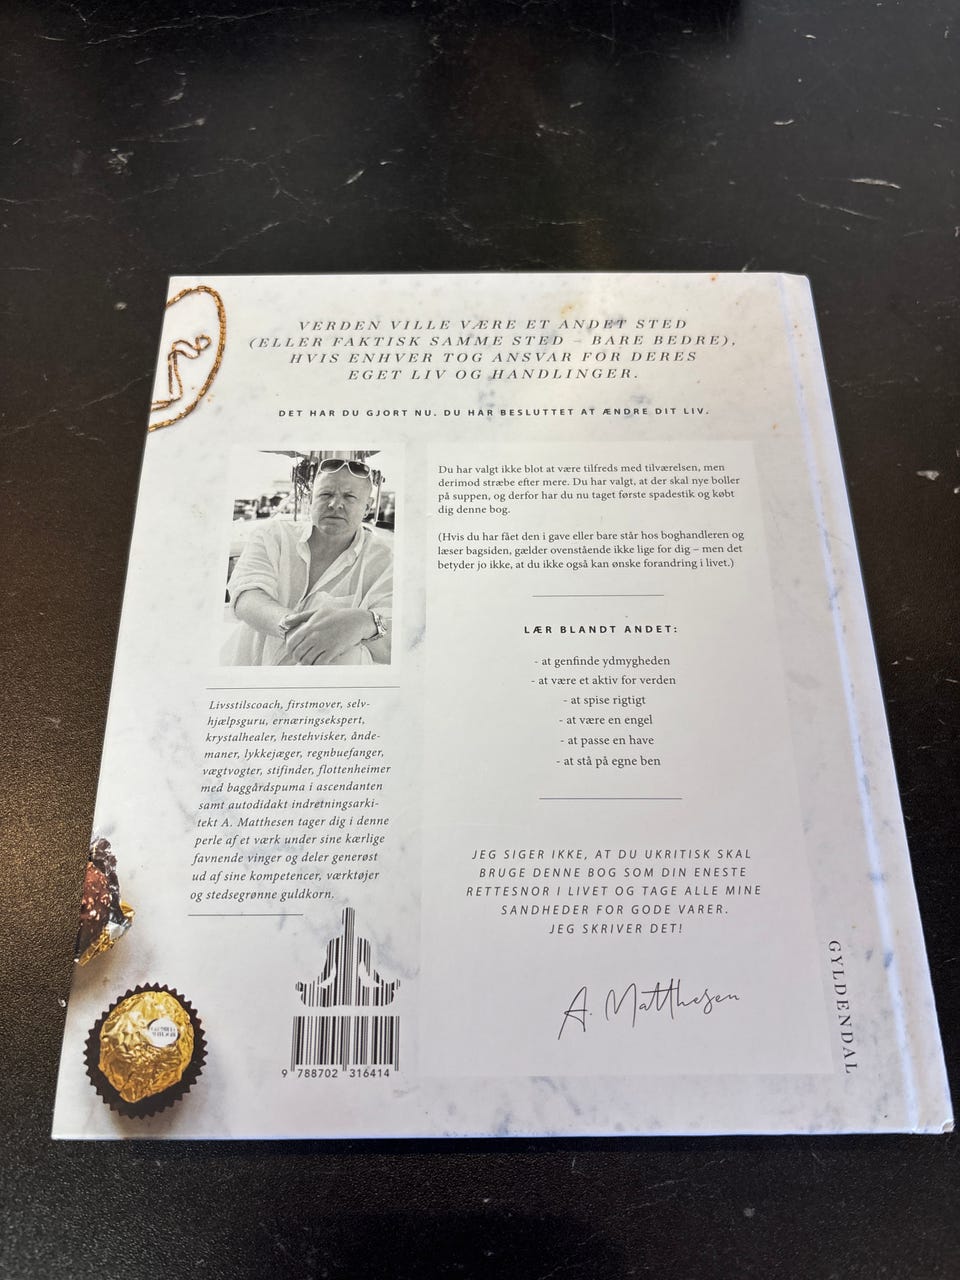 VERDEN VILLE VÆRE ET ANDET STED
(ELLER FAKTISK SAMME STED – BARE BEDRE),
HVIS ENHVER TOG ANSVAR FOR DERES
EGET LIV OG HANDLINGER.
DET HAR DU GJORT NU. DU HAR BESLUTTET AT ÆNDRE DIT LIV.
Du har valgt ikke blot at være tilfreds med tilværelsen, men
derimod stræbe efter mere. Du har valgt, at der skal nye boller
på suppen, og derfor har du nu taget første spadestik og købt
dig denne bog.
(Hvis du har fået den i gave eller bare står hos boghandleren og
læser bagsiden, gælder ovenstående ikke lige for dig – men det
betyder jo ikke, at du ikke også kan ønske forandring i livet.)
LÆR BLANDT ANDET:
- at genfinde ydmygheden
- at være et aktiv for verden
- at spise rigtigt
- at være en engel
- at passe en have
- at stå på egne ben
Livsstilscoach, firstmover, selv-
hjælpsguru, ernæringsekspert,
krystalhealer, hestehvisker, ånde-
maner, lykkejæger, regnbuefanger,
vægtvogter, stifinder, flottenheimer
med baggårdspuma i ascendanten
samt autodidakt indretningsarki-
tekt A. Matthesen tager dig i denne
perle af et værk under sine kærlige
favnende vinger og deler generøst
ud af sine kompetencer, værktøjer
og stedsegrønne guldkorn.
JEG SIGER IKKE, AT DU UKRITISK SKAL
BRUGE DENNE BOG SOM DIN ENESTE
RETTESNOR I LIVET OG TAGE ALLE MINE
SANDHEDER FOR GODE VARER.
JEG SKRIVER DET!
A. Matthesen
9 788702 316414
GYLDENDAL